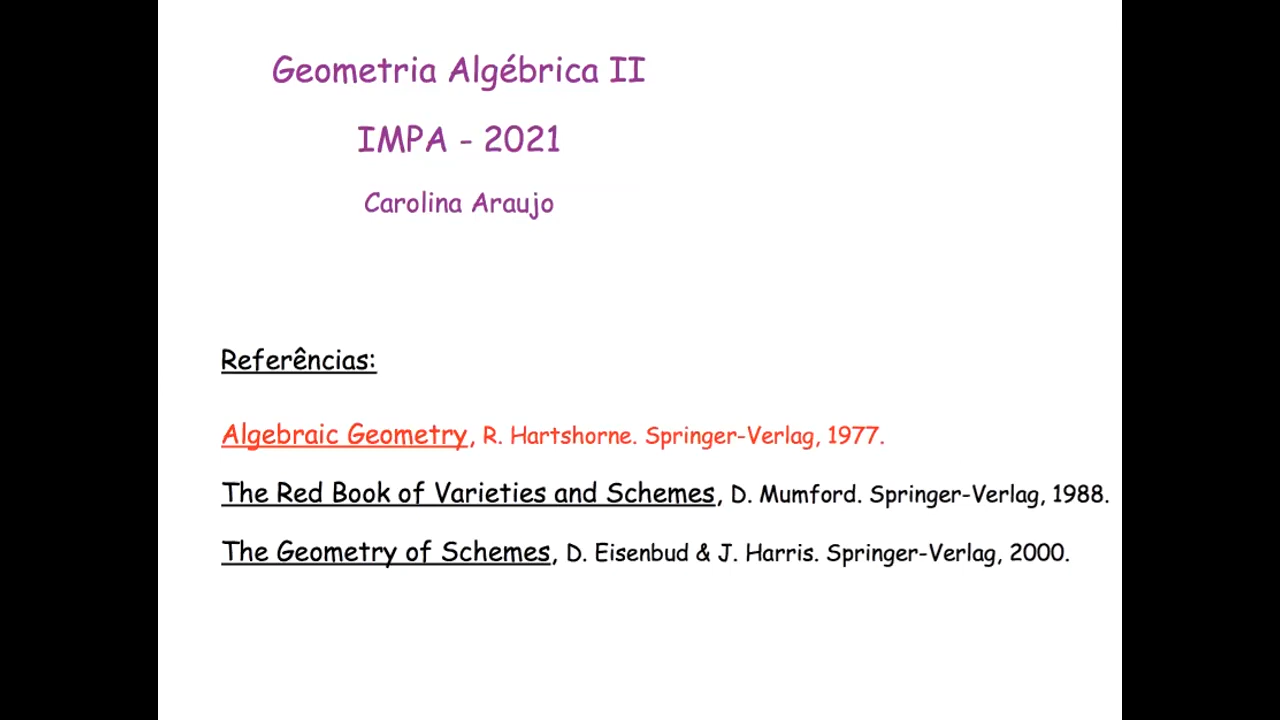 Geometria Algébrica II
IMPA - 2021
Carolina Araujo
Referências:
Algebraic Geometry, R. Hartshorne. Springer-Verlag, 1977.
The Red Book of Varieties and Schemes, D. Mumford. Springer-Verlag, 1988.
The Geometry of Schemes, D. Eisenbud & J. Harris. Springer-Verlag, 2000.